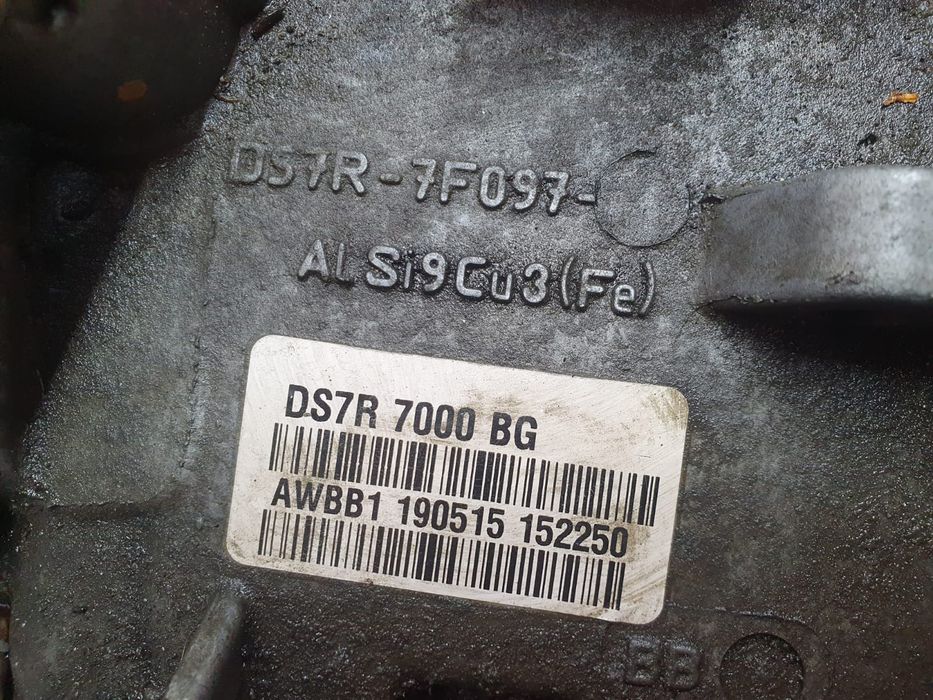 DS7R-7F097-
ALSi9Cu3(Fe)
DS7R 7000 BG
AWBB1 190515 152250
BB